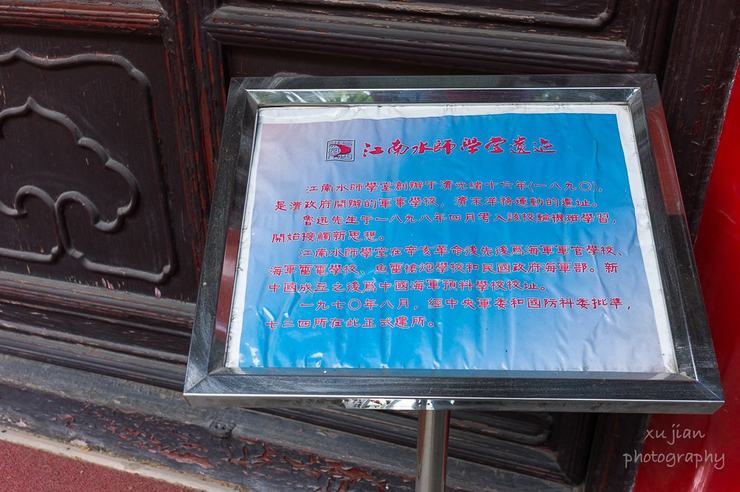 江南水师学堂遗址
江南水師學堂創辦于清光緒十六年(一八九〇),
是清政府開辦的軍事學校，清末洋務運動的遺址。
魯迅先生于一八九八年四月考入該校輪機班學習,
開始接觸新思想。
江南水師學堂在辛亥革命後先後爲海軍軍官學校、
海軍雷電學校、魚雷槍炮學校和民國政府海軍部。新
中國成立之後爲中國海軍預科學校校址。
一九七〇年八月，經中央軍委和國防科委批準，
七二四所在此正式建所。
xu jian
photography